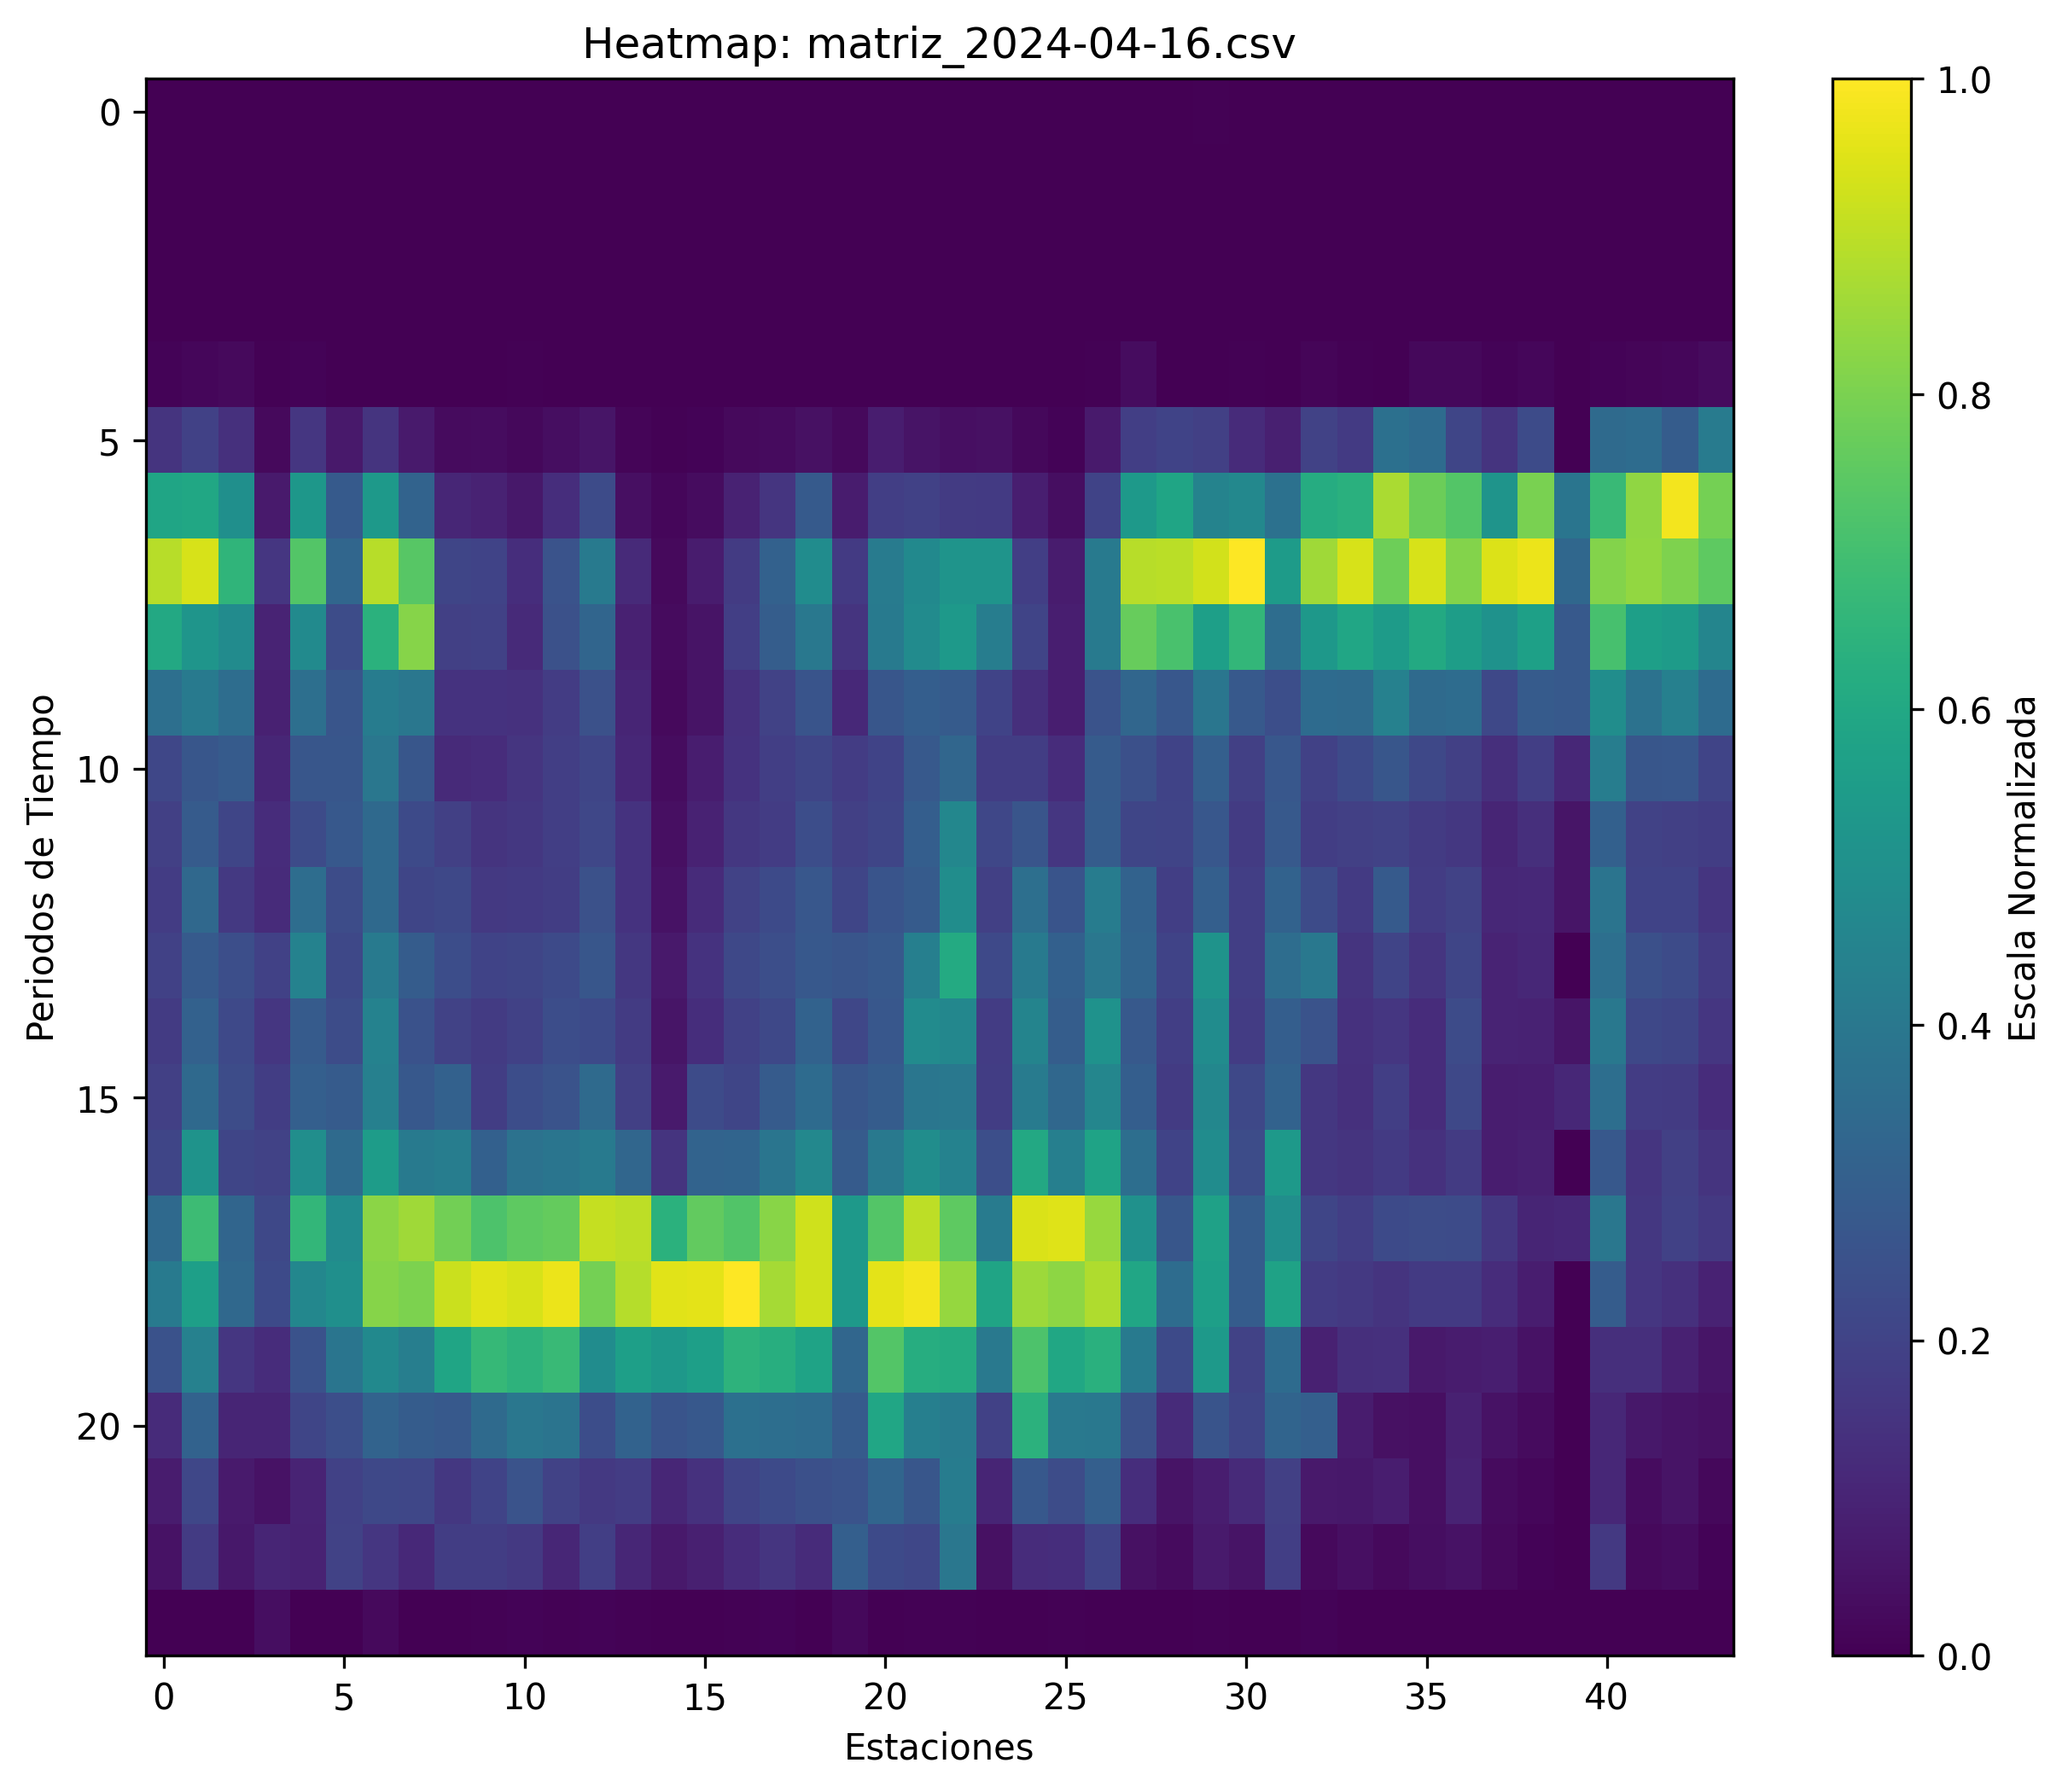 Heatmap: matriz_2024-04-16.csv
Periodos de Tiempo
0
5
10
15
20
0 5 10 15 20 25 30 35 40
Estaciones
1.0
0.8
0.6
0.4
0.2
0.0
Escala Normalizada